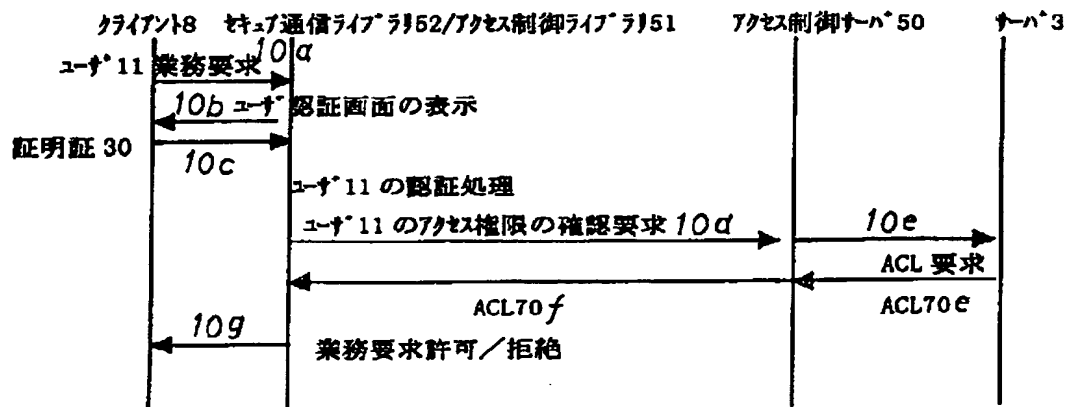 クライアント8 セキュア通信ライブラリ52/アクセス制御ライブラリ51 アクセス制御サーバ50 サーバ3
ユーザ11 業務要求 10a
10b ユーザ認証画面の表示
証明証30
10c
ユーザ11の認証処理
ユーザ11のアクセス権限の確認要求 10d 10e
ACL要求
ACL70f ACL70e
10g
業務要求許可/拒絶